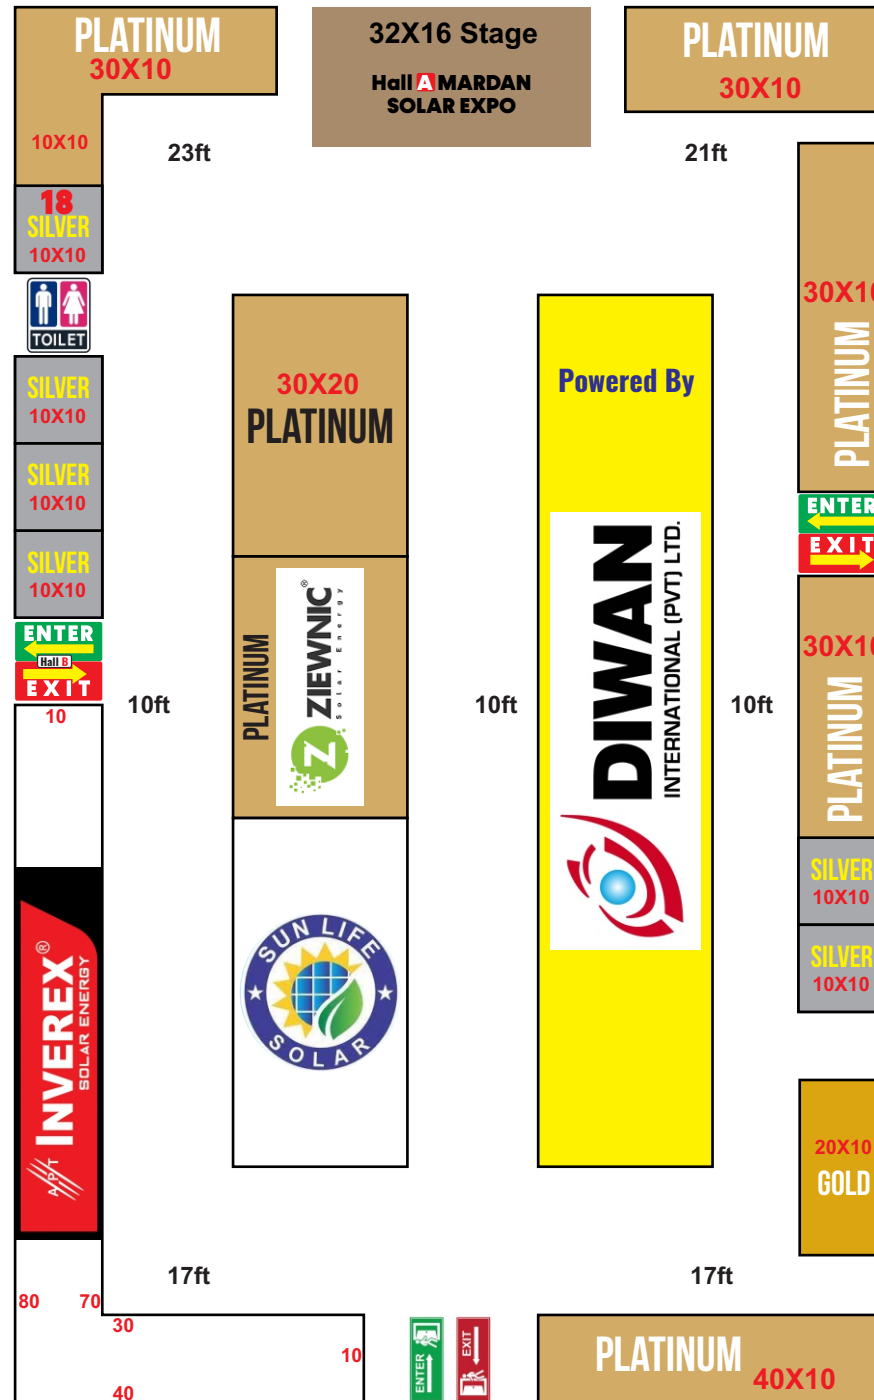 PLATINUM
30X10
10X10
32X16 Stage
Hall A MARDAN
SOLAR EXPO
PLATINUM
30X10
23ft
21ft
18
SILVER
10X10
TOILET
SILVER
10X10
SILVER
10X10
SILVER
10X10
ENTER
Hall B
EXIT
10
INVEREX®
SOLAR ENERGY
A.P.T
80
70
30
40
10
10ft
30X20
PLATINUM
PLATINUM
ZIEWNIC®
Solar Energy
Z
SUN LIFE
SOLAR
10ft
Powered By
DIWAN
INTERNATIONAL (PVT) LTD.
10ft
PLATINUM
ENTER
EXIT
PLATINUM
SILVER
10X10
SILVER
10X10
20X10
GOLD
17ft
17ft
ENTER
EXIT
PLATINUM
40X10